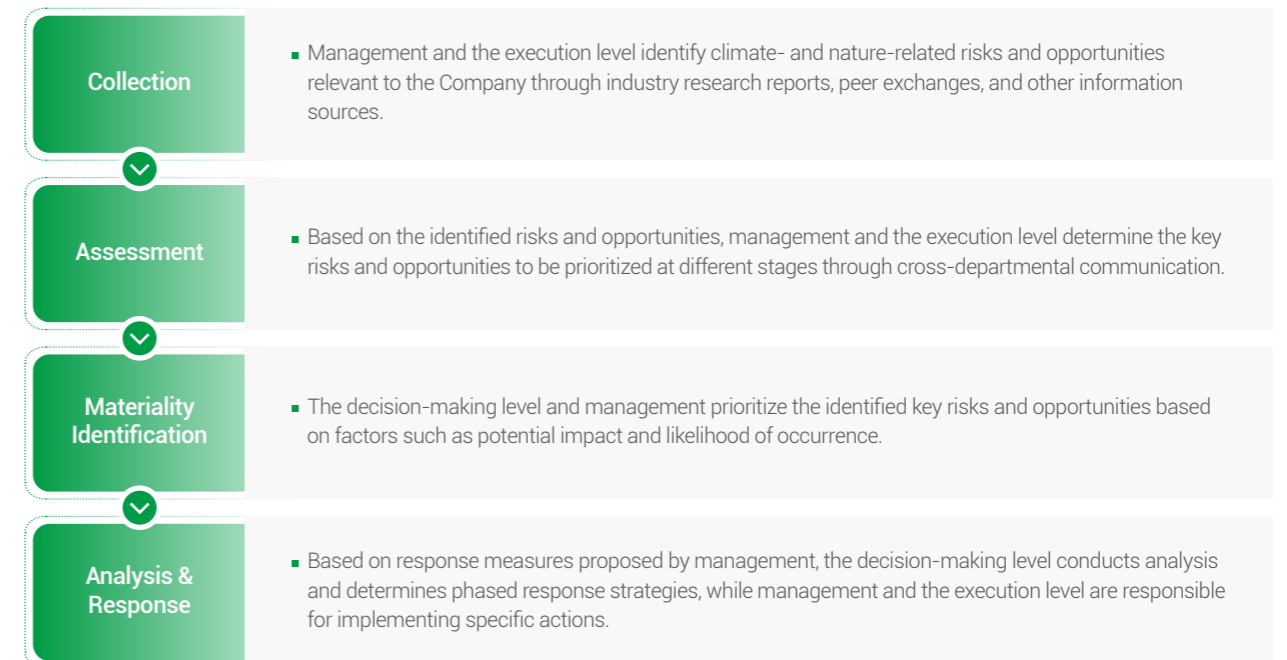 Collection
▪ Management and the execution level identify climate- and nature-related risks and opportunities
relevant to the Company through industry research reports, peer exchanges, and other information
sources.
Assessment
▪ Based on the identified risks and opportunities, management and the execution level determine the key
risks and opportunities to be prioritized at different stages through cross-departmental communication.
Materiality
Identification
▪ The decision-making level and management prioritize the identified key risks and opportunities based
on factors such as potential impact and likelihood of occurrence.
Analysis &
Response
▪ Based on response measures proposed by management, the decision-making level conducts analysis
and determines phased response strategies, while management and the execution level are responsible
for implementing specific actions.